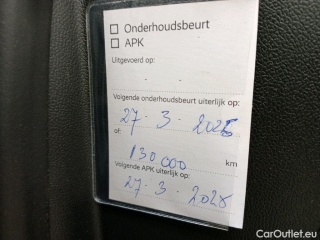 Onderhoudsbeurt
APK
Uitgevoerd op:
- -
Volgende onderhoudsbeurt uiterlijk op:
27 · 3 · 2025
of:
130.000 km
Volgende APK uiterlijk op:
27 · 3 · 2025
CarOutlet.eu